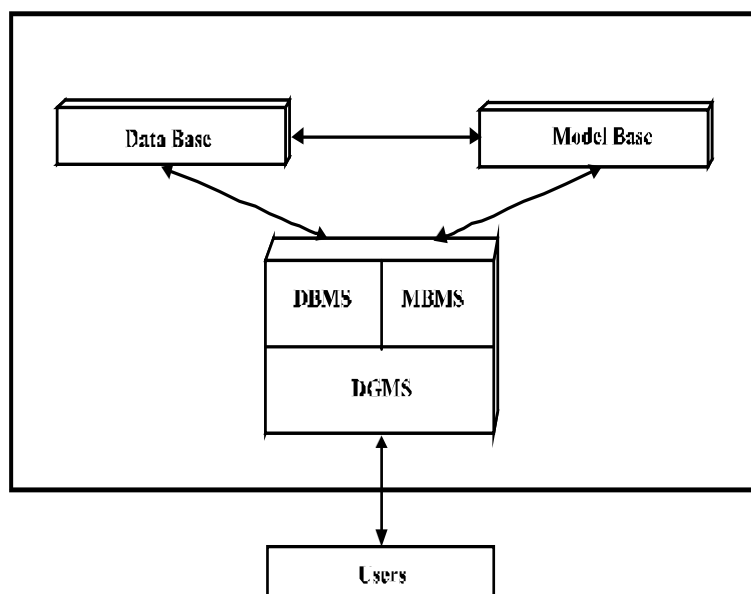 Data Base
Model Base
DBMS
MBMS
DGMS
Users